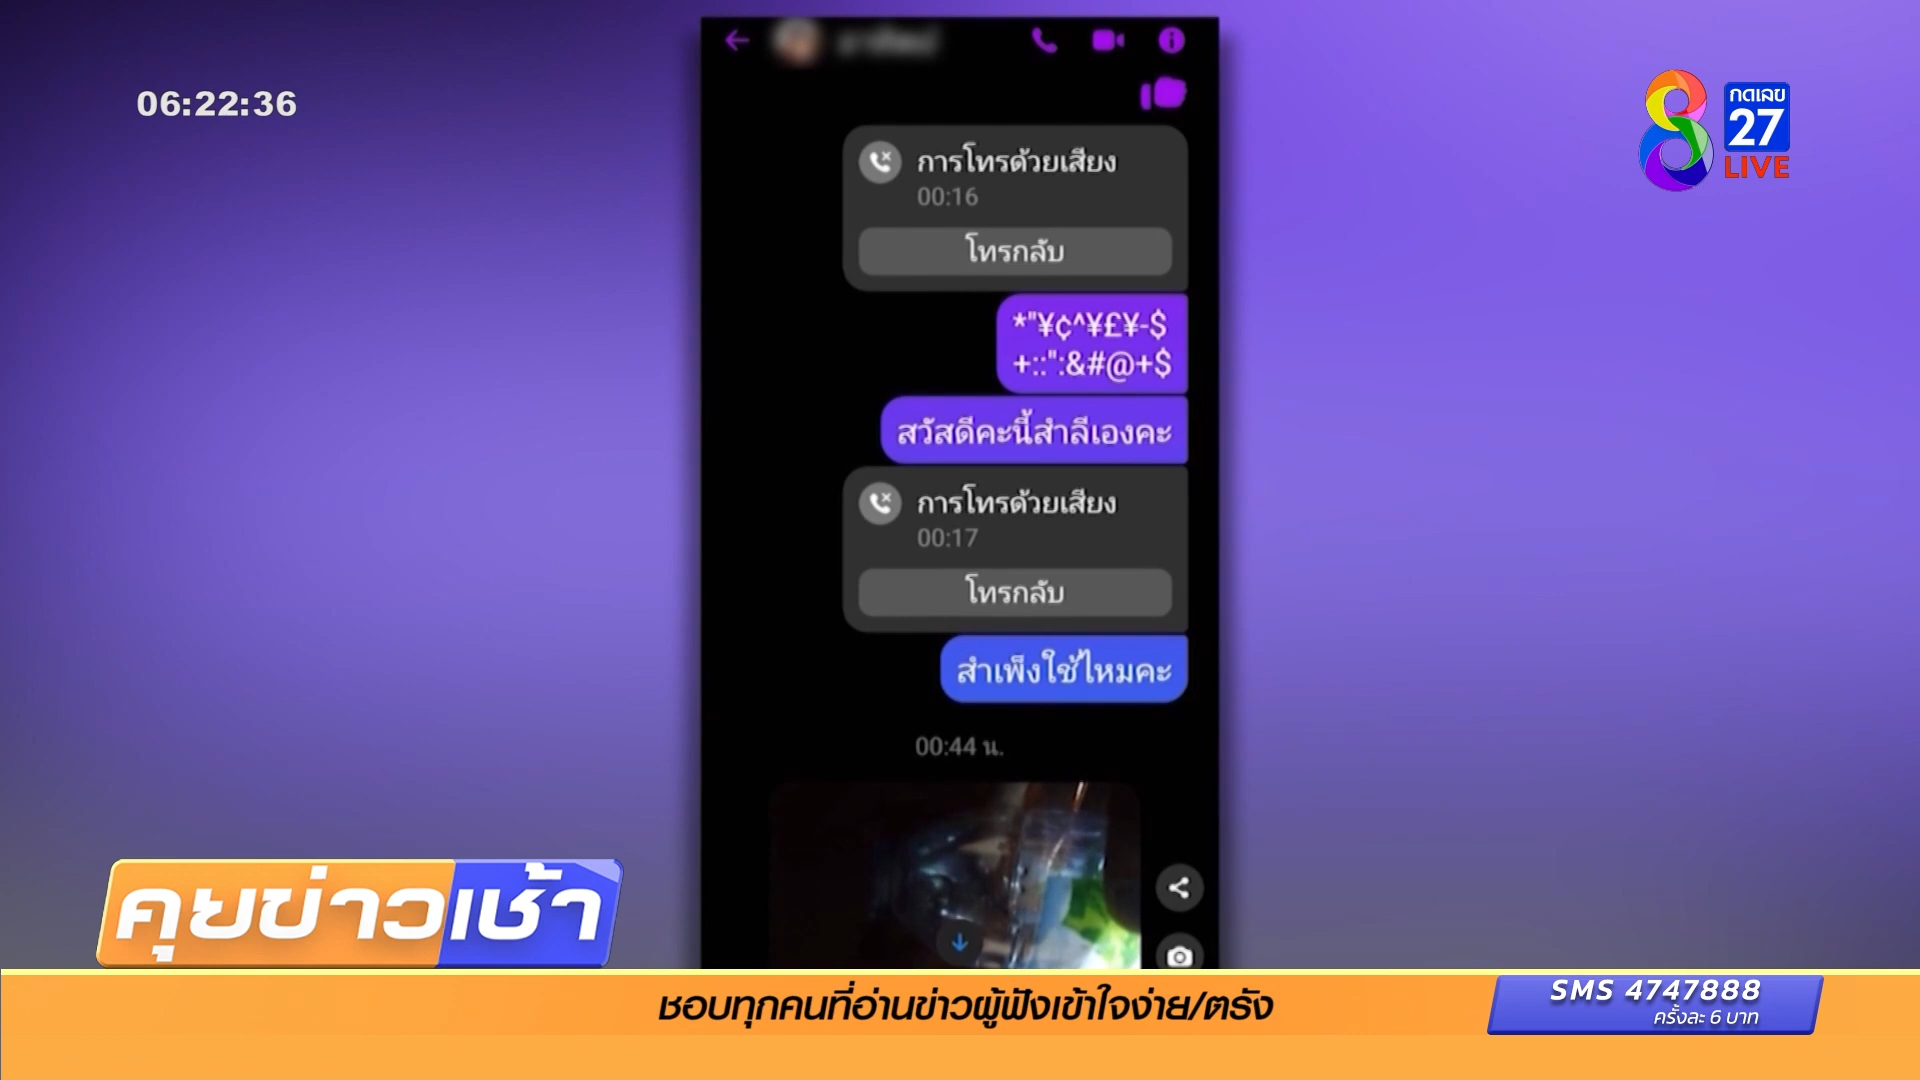 06:22:36
กดเลข
27
LIVE
การโทรด้วยเสียง
00:16
โทรกลับ
*"¥¢^¥£¥-$
+::":&#@+$
สวัสดีคะนี้สำลีเองคะ
การโทรด้วยเสียง
00:17
โทรกลับ
สำเพ็งใช้ไหมคะ
00:44 น.
คุยข่าวเช้า
ชอบทุกคนที่อ่านข่าวผู้ฟังเข้าใจง่าย/ตรัง
SMS 4747888
ครั้งละ 6 บาท